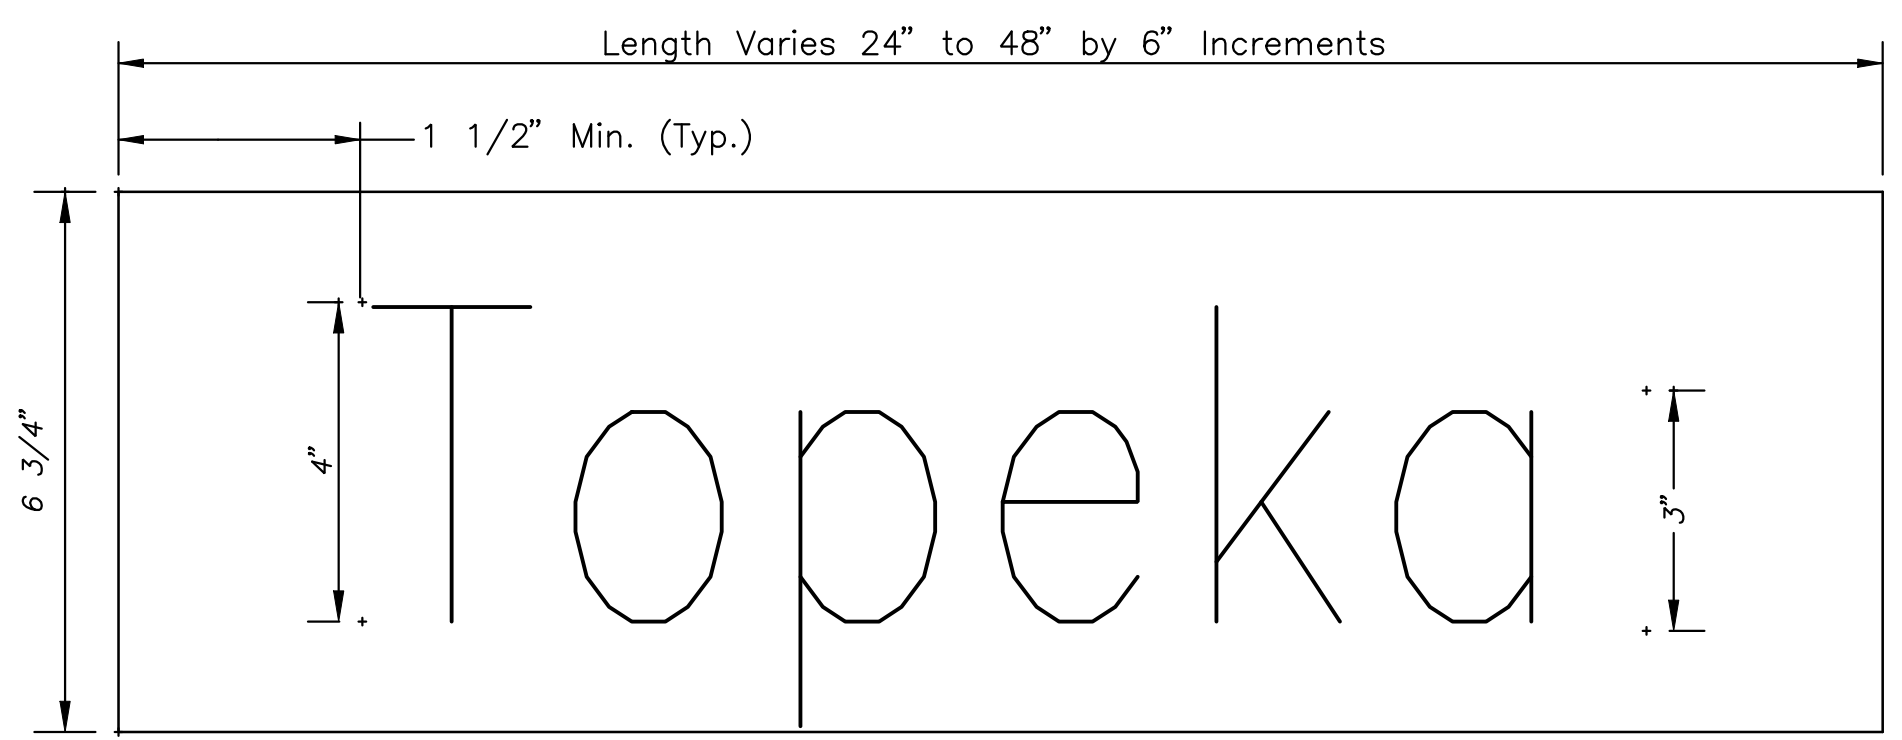 Length Varies 24” to 48” by 6” Increments
1 1/2” Min. (Typ.)
6 3/4”
4”
Topeka
3”